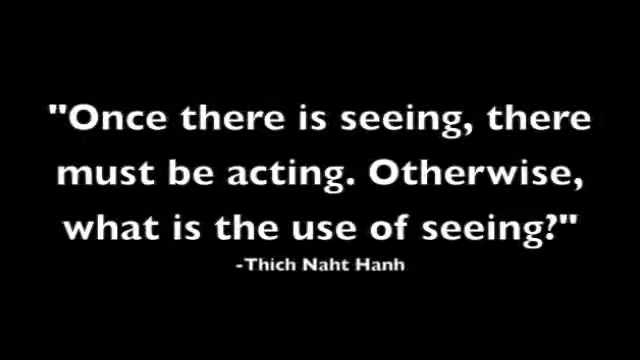 "Once there is seeing, there
must be acting. Otherwise,
what is the use of seeing?"
-Thich Naht Hanh